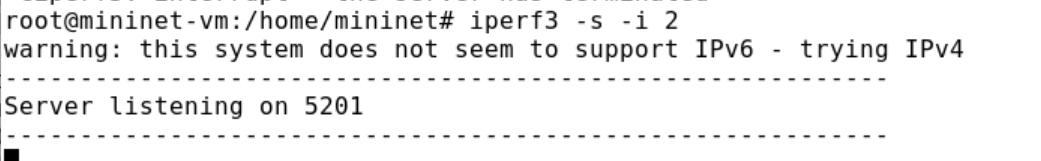 root@mininet-vm:/home/mininet# iperf3 -s -i 2
warning: this system does not seem to support IPv6 - trying IPv4
-----------------------------------------------------------
Server listening on 5201
-----------------------------------------------------------